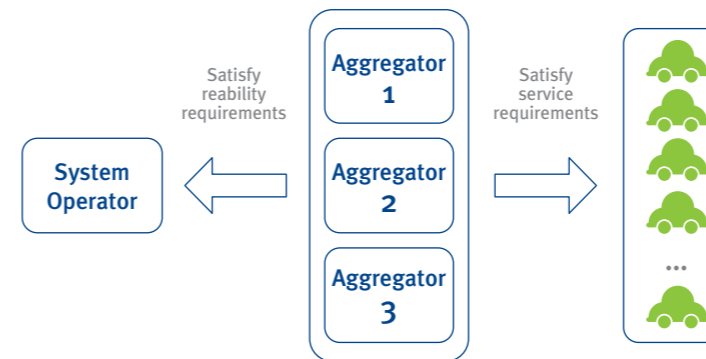 System
Operator
Satisfy
reability
requirements
Aggregator
1
Aggregator
2
Aggregator
3
Satisfy
service
requirements
...